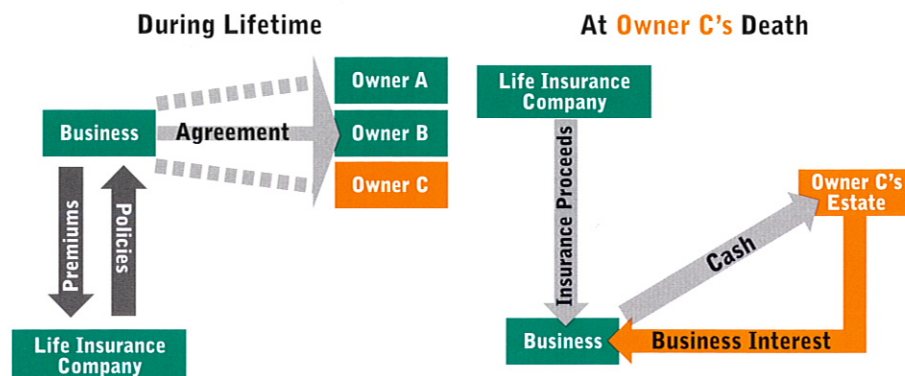 During Lifetime
Business
Agreement
Owner A
Owner B
Owner C
Premiums
Policies
Life Insurance
Company
At Owner C's Death
Life Insurance
Company
Insurance Proceeds
Owner C's
Estate
Cash
Business
Business Interest